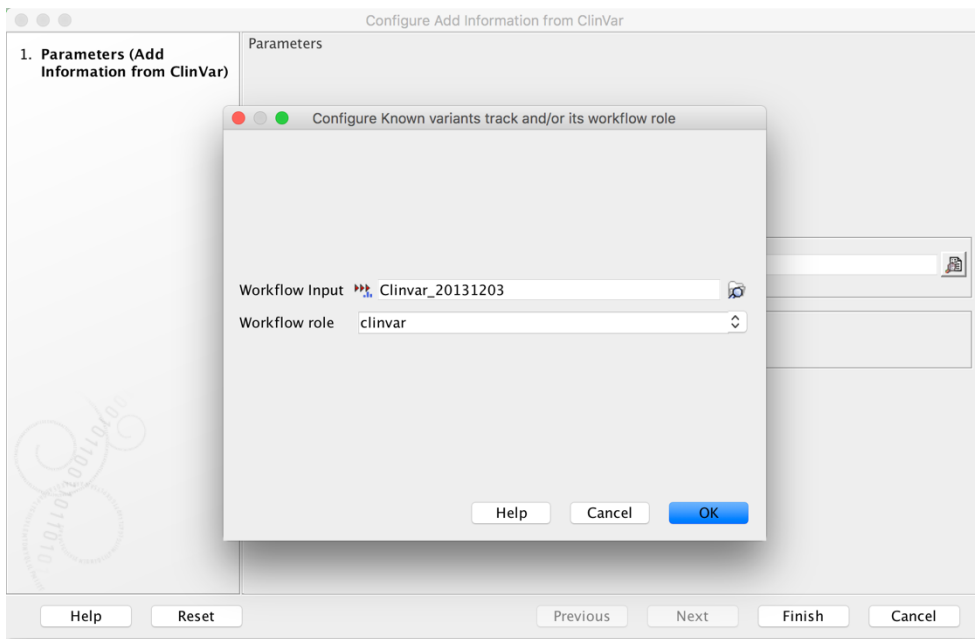 Configure Add Information from ClinVar
1. Parameters (Add
Information from ClinVar)
Parameters
Configure Known variants track and/or its workflow role
Workflow Input Clinvar_20131203
Workflow role clinvar
Help Cancel OK
Help Reset Previous Next Finish Cancel